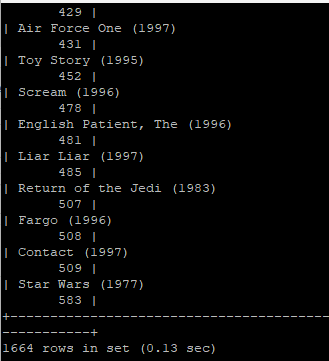 429 |
| Air Force One (1997)
431 |
| Toy Story (1995)
452 |
| Scream (1996)
478 |
| English Patient, The (1996)
481 |
| Liar Liar (1997)
485 |
| Return of the Jedi (1983)
507 |
| Fargo (1996)
508 |
| Contact (1997)
509 |
| Star Wars (1977)
583 |
+----------------------------------------
-----------+
1664 rows in set (0.13 sec)